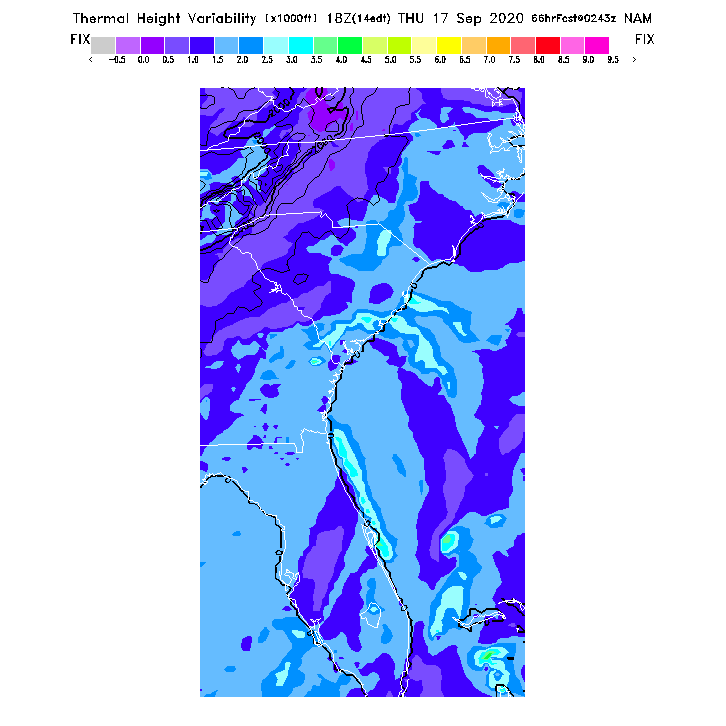 Thermal Height Variability [x1000ft] 18Z(14edt) THU 17 Sep 2020 66hrFcst@0243z NAM
FIX FIX
< -0.5 0.0 0.5 1.0 1.5 2.0 2.5 3.0 3.5 4.0 4.5 5.0 5.5 6.0 6.5 7.0 7.5 8.0 8.5 9.0 9.5 >